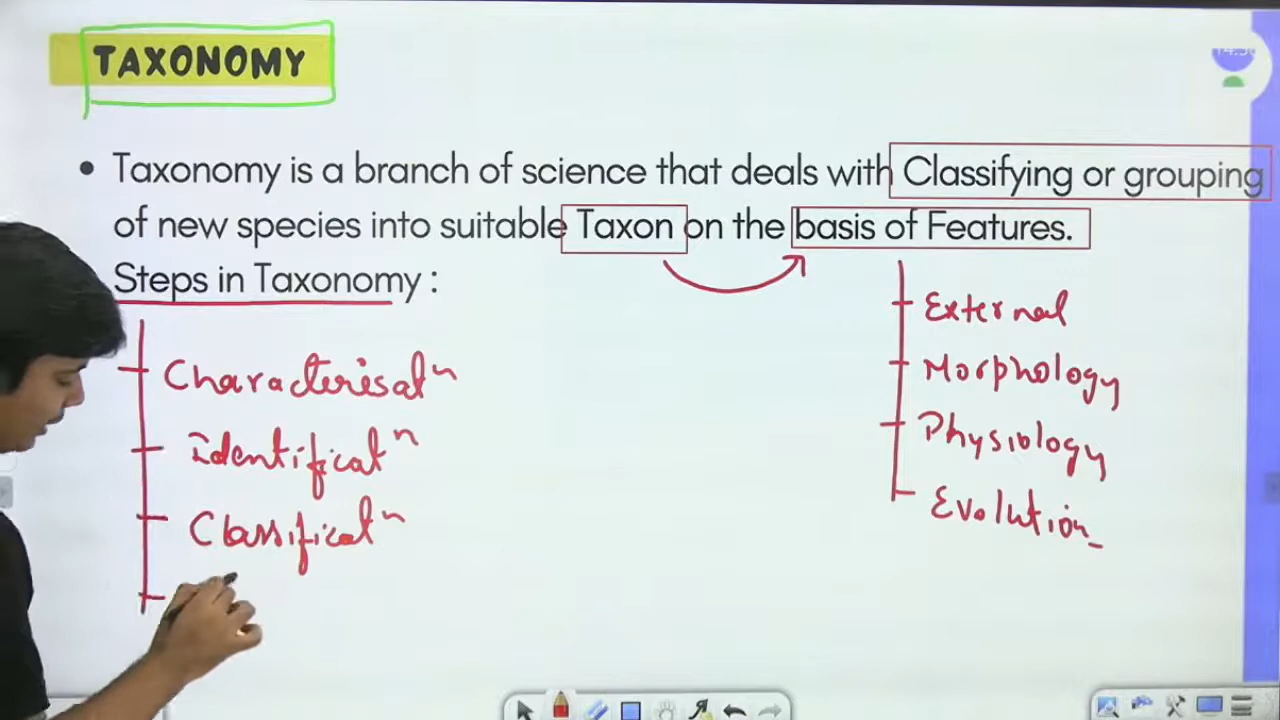 TAXONOMY
• Taxonomy is a branch of science that deals with Classifying or grouping
of new species into suitable Taxon on the basis of Features.
Steps in Taxonomy :
Characterisatⁿ
Identificatⁿ
Classificatⁿ
External
Morphology
Physiology
Evolution